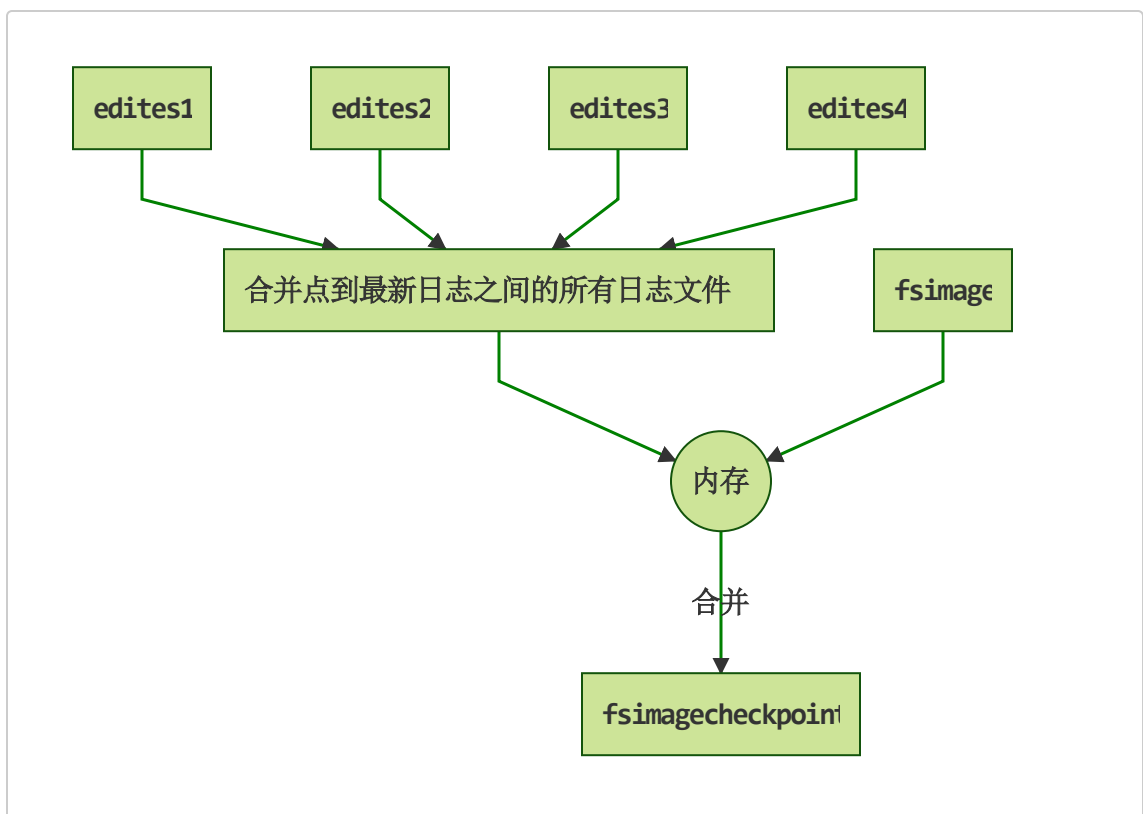 edites1
edites2
edites3
edites4
合并点到最新日志之间的所有日志文件
fsimage
内存
合并
fsimagecheckpoint